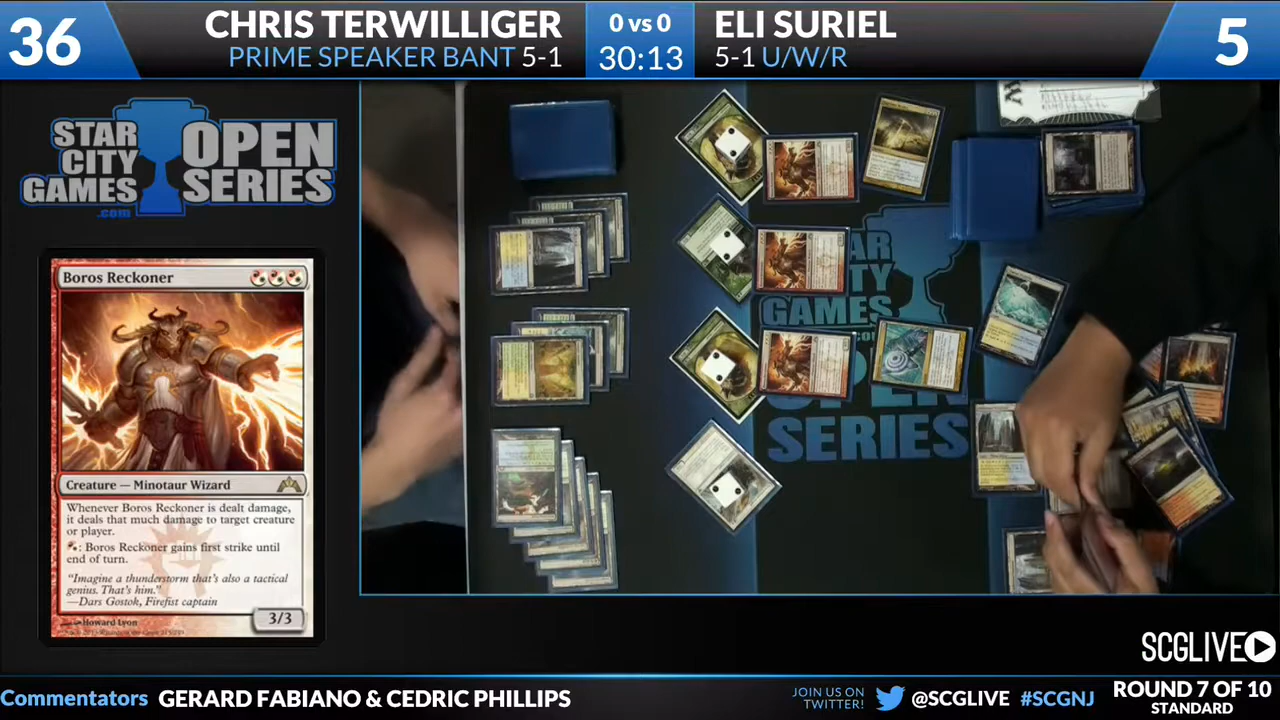 36
CHRIS TERWILLIGER
PRIME SPEAKER BANT 5-1
0 vs 0
30:13
ELI SURIEL
5-1 U/W/R
5
STAR CITY GAMES .com
OPEN SERIES
Boros Reckoner
Creature — Minotaur Wizard
Whenever Boros Reckoner is dealt damage,
it deals that much damage to target creature
or player.
: Boros Reckoner gains first strike until
end of turn.
"Imagine a thunderstorm that's also a tactical
genius. That's him."
—Dars Gostok, Firefist captain
Howard Lyon
3/3
STAR
CITY
GAMES
OPEN
SERIES
SCGLIVE
Commentators GERARD FABIANO & CEDRIC PHILLIPS
JOIN US ON
TWITTER!
@SCGLIVE #SCGNJ
ROUND 7 OF 10
STANDARD